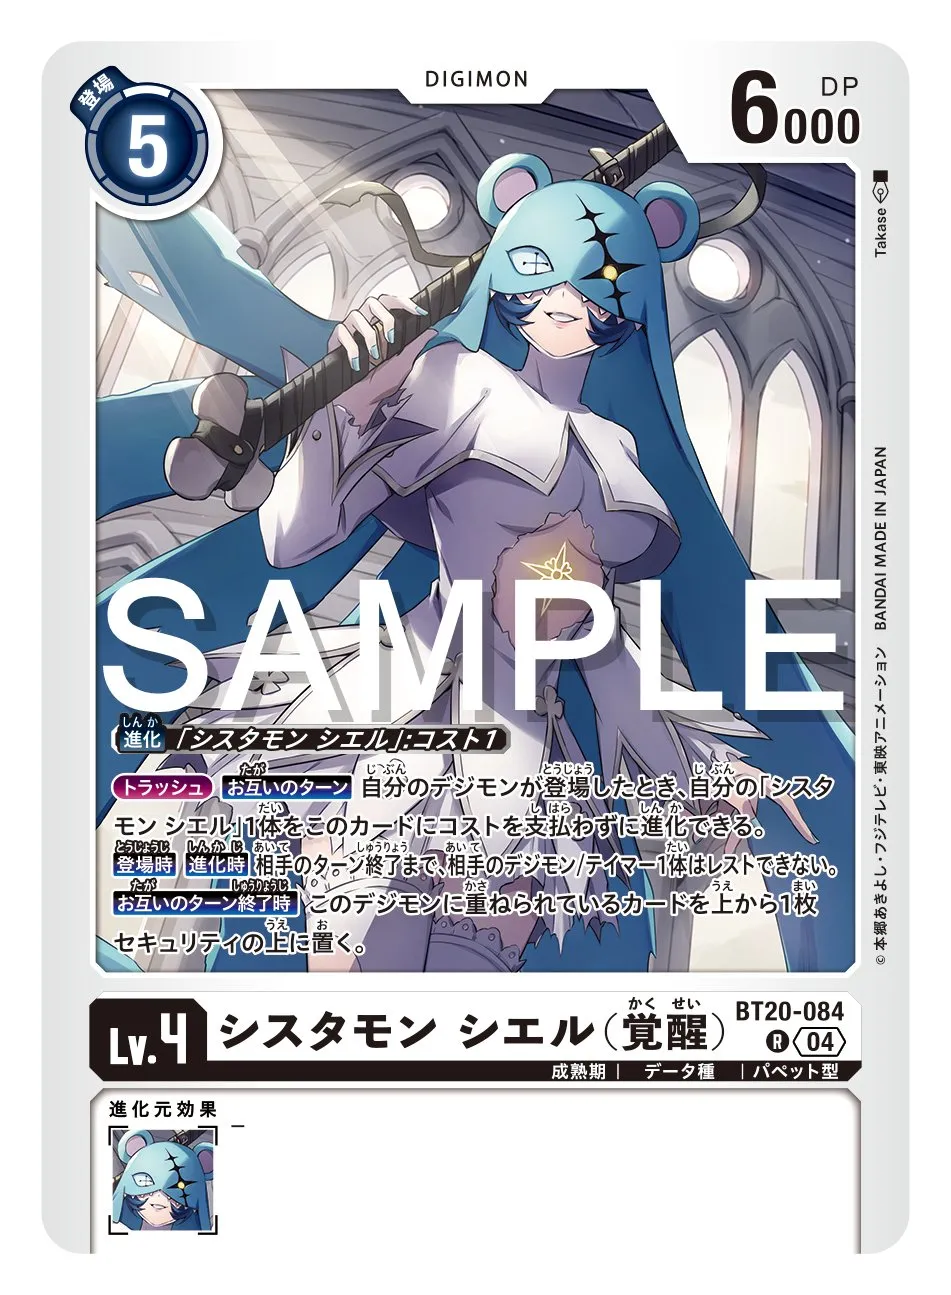 DIGIMON
登場
5
DP
6000
Takase
SAMPLE
進化 「シスタモン シエル」:コスト1
トラッシュ お互いのターン 自分のデジモンが登場したとき、自分の「シスタ
モン シエル」1体をこのカードにコストを支払わずに進化できる。
登場時 進化時 相手のターン終了まで、相手のデジモン/テイマー1体はレストできない。
お互いのターン終了時 このデジモンに重ねられているカードを上から1枚
セキュリティの上に置く。
©本郷あきよし・フジテレビ・東映アニメーション BANDAI MADE IN JAPAN
Lv.4
シスタモン シエル(覚醒)
BT20-084
R 04
成熟期 | データ種 | パペット型
進化元効果
－